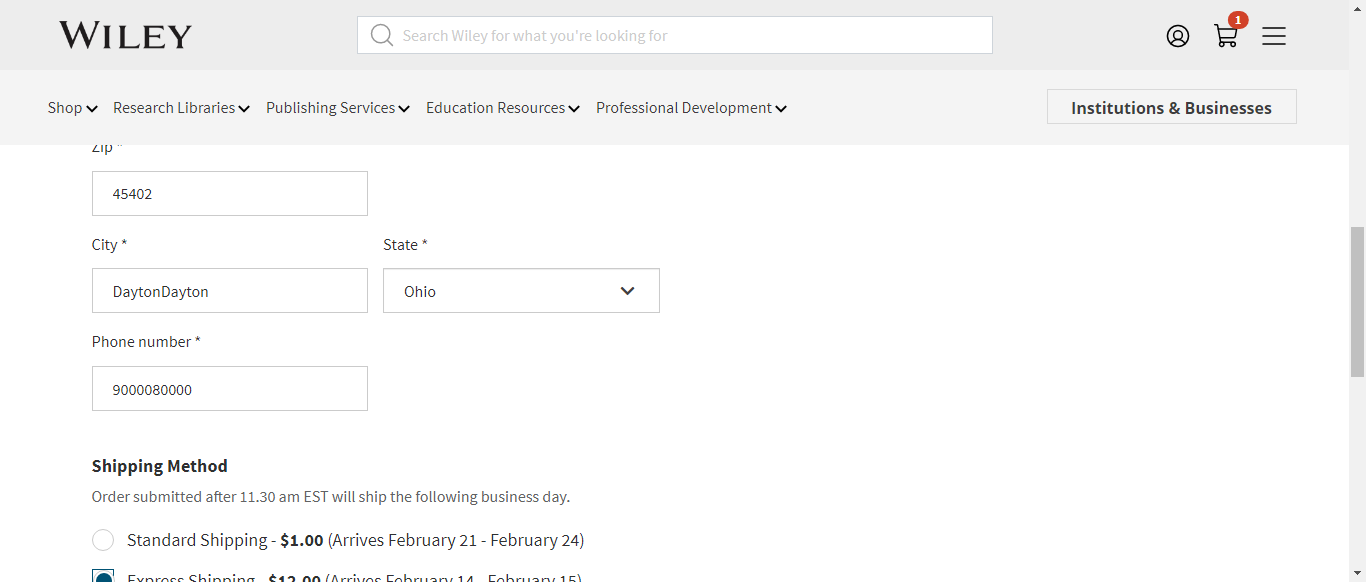 WILEY
Search Wiley for what you're looking for
1
Shop
Research Libraries
Publishing Services
Education Resources
Professional Development
Institutions & Businesses
Zip *
45402
City *
State *
DaytonDayton
Ohio
Phone number *
9000080000
Shipping Method
Order submitted after 11.30 am EST will ship the following business day.
Standard Shipping - $1.00 (Arrives February 21 - February 24)
Express Shipping - $12.00 (Arrives February 14 - February 15)